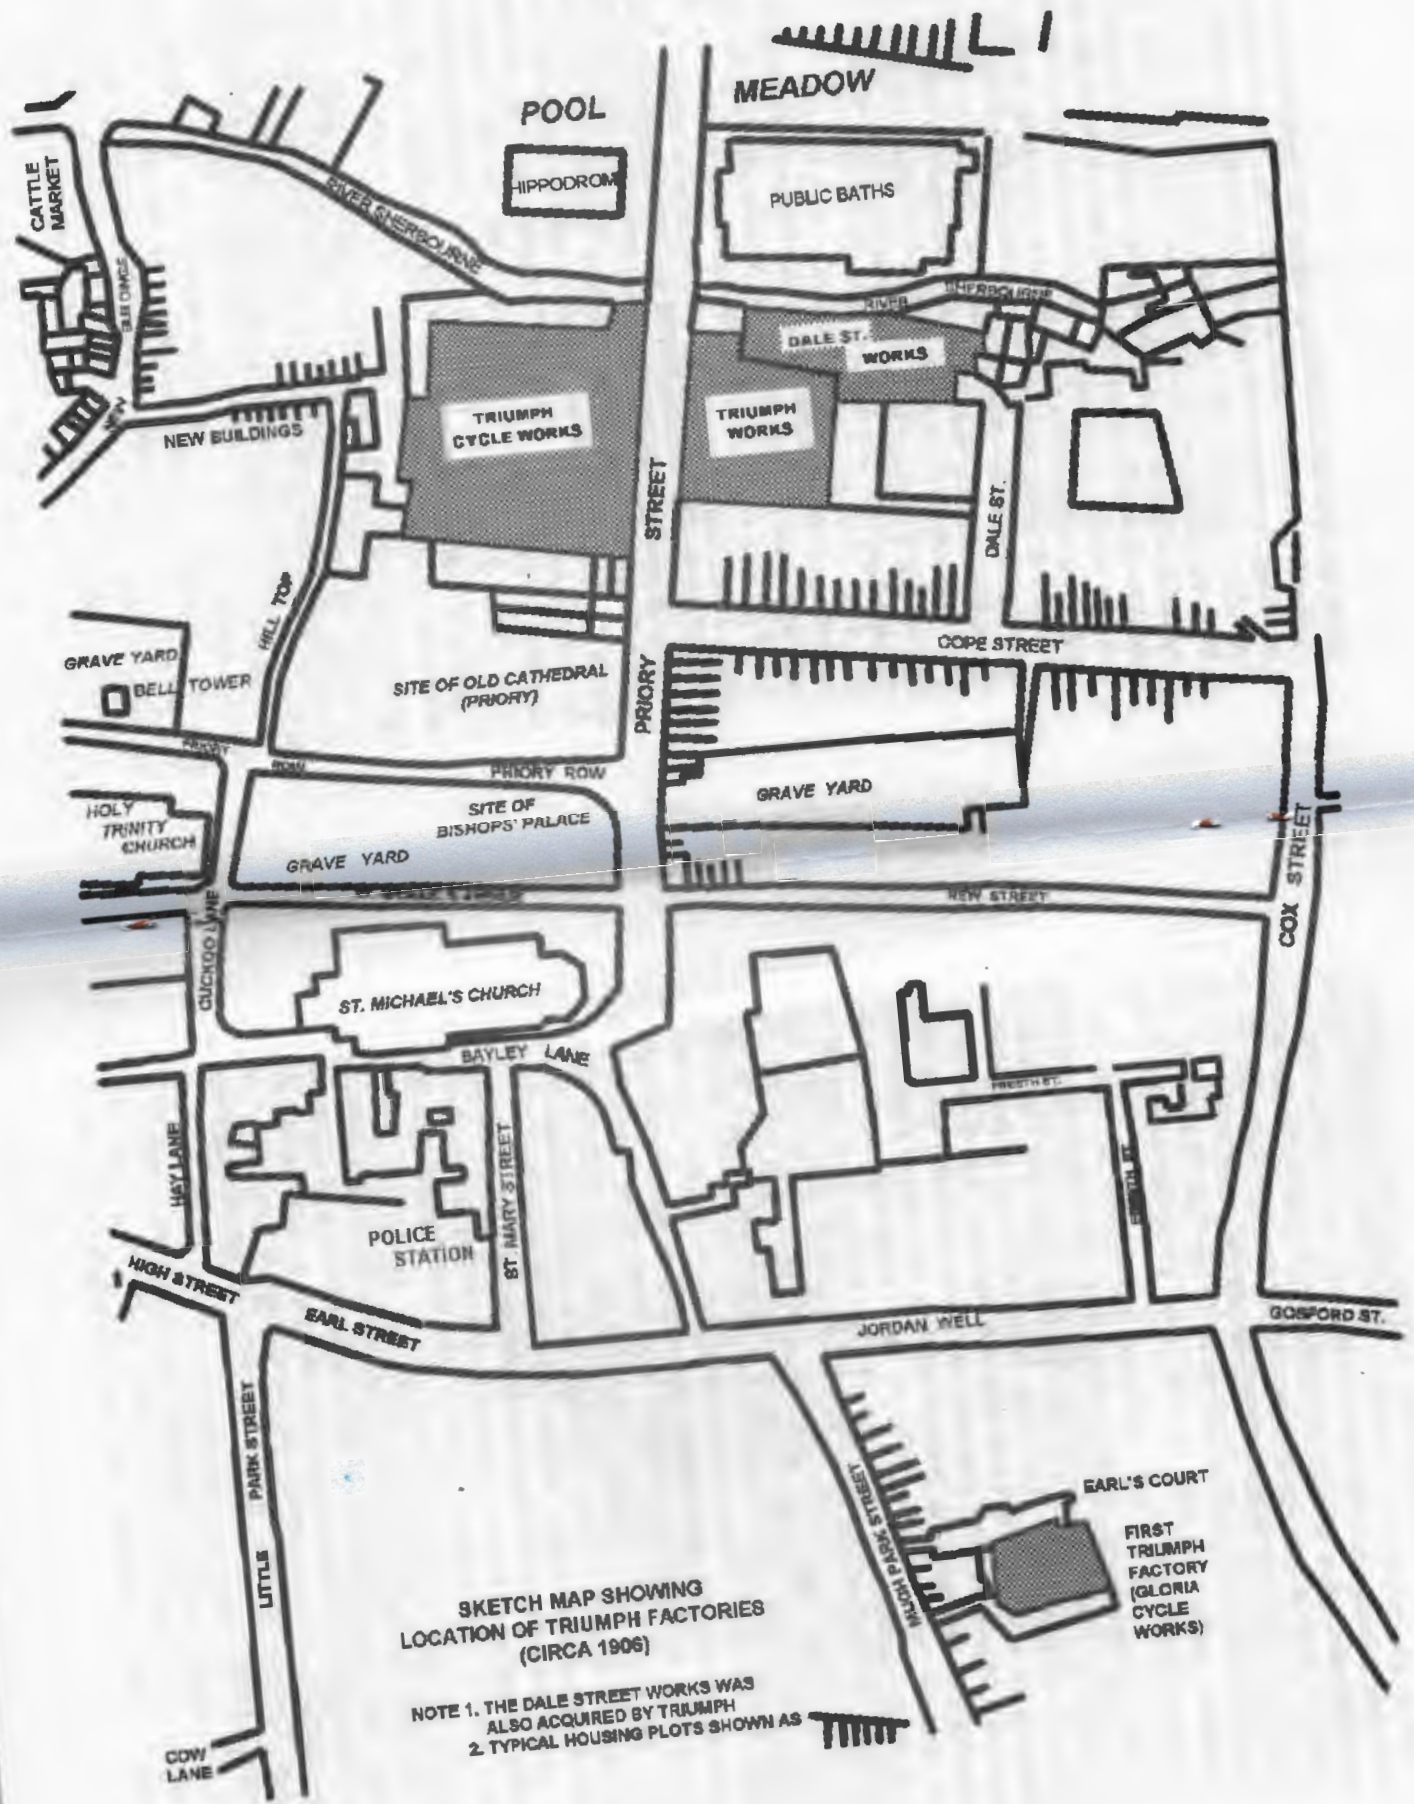 MEADOW
POOL
HIPPODROM
PUBLIC BATHS
CATTLE
MARKET
RIVER SHERBOURNE
BUILDINGS
NEW
NEW BUILDINGS
RIVER
SHERBOURNE
DALE ST.
WORKS
TRIUMPH
CYCLE WORKS
TRIUMPH
WORKS
STREET
PRIORY
DALE ST.
HILL TOP
COPE STREET
GRAVE YARD
BELL TOWER
SITE OF OLD CATHEDRAL
(PRIORY)
PRIORY
ROW
PRIORY ROW
HOLY
TRINITY
CHURCH
SITE OF
BISHOPS' PALACE
GRAVE YARD
GRAVE YARD
NEW STREET
COX STREET
CUCKOO LANE
ST. MICHAEL'S CHURCH
BAYLEY LANE
HAY LANE
ST. MARY STREET
POLICE
STATION
HIGH STREET
EARL STREET
JORDAN WELL
GOSFORD ST.
LITTLE PARK STREET
MUCH PARK STREET
EARL'S COURT
FIRST
TRIUMPH
FACTORY
(GLORIA
CYCLE
WORKS)
SKETCH MAP SHOWING
LOCATION OF TRIUMPH FACTORIES
(CIRCA 1906)
NOTE 1. THE DALE STREET WORKS WAS
ALSO ACQUIRED BY TRIUMPH
2. TYPICAL HOUSING PLOTS SHOWN AS
COW
LANE